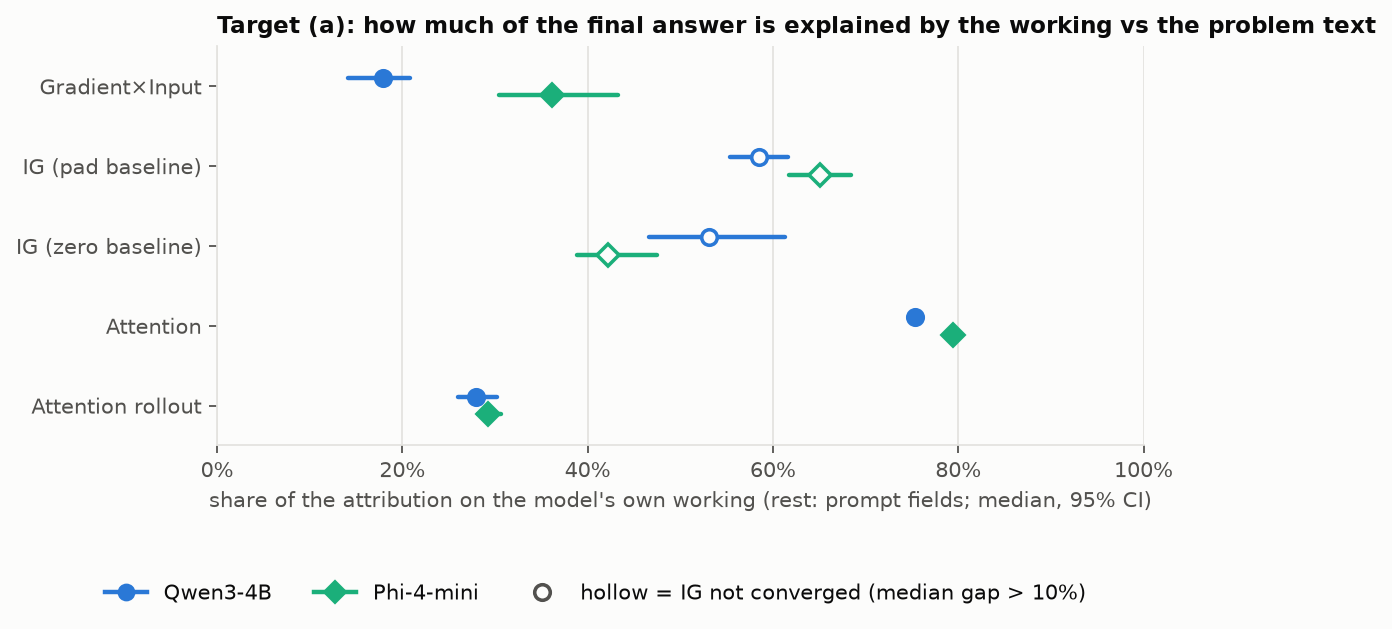 Target (a): how much of the final answer is explained by the working vs the problem text
Gradient×Input
IG (pad baseline)
IG (zero baseline)
Attention
Attention rollout
0% 20% 40% 60% 80% 100%
share of the attribution on the model's own working (rest: prompt fields; median, 95% CI)
Qwen3-4B Phi-4-mini hollow = IG not converged (median gap > 10%)